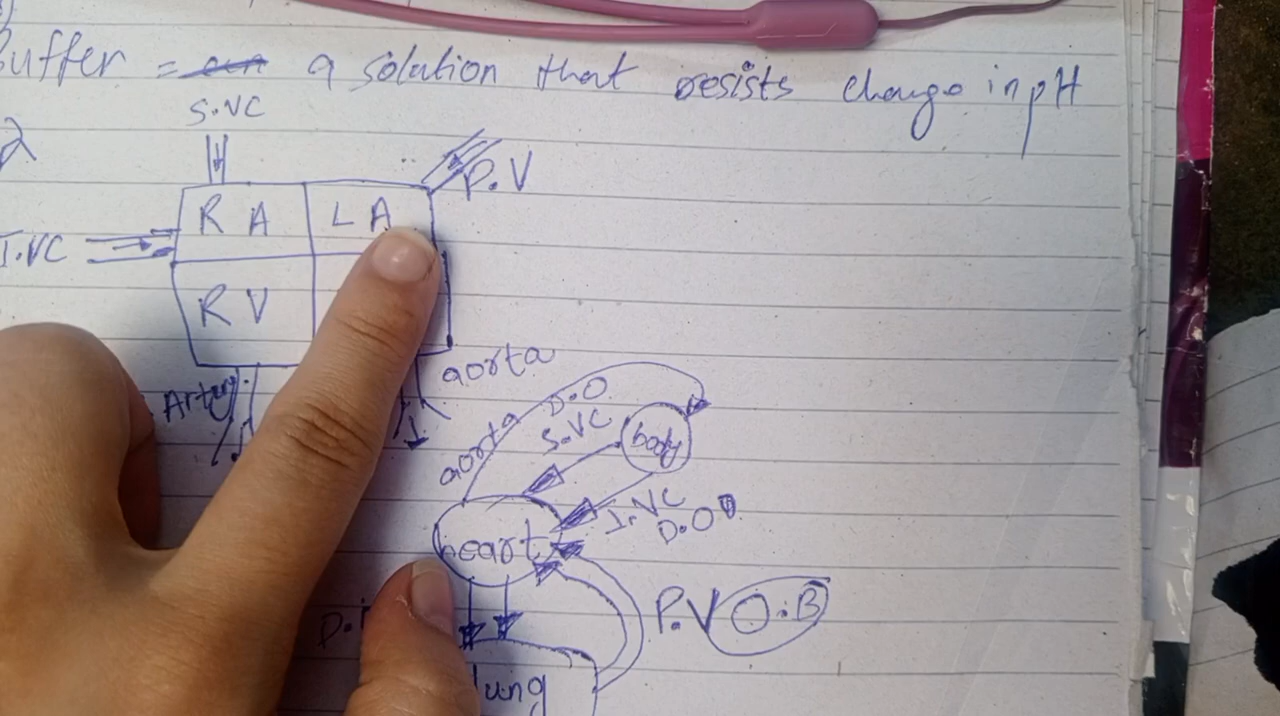 Buffer = a solution that resists change in pH
S.VC
P.V
R A
L A
I.VC
R V
aorta
Artery
D.O
aorta
S.VC
body
I.VC
D.O
heart
P.V O.B
lung